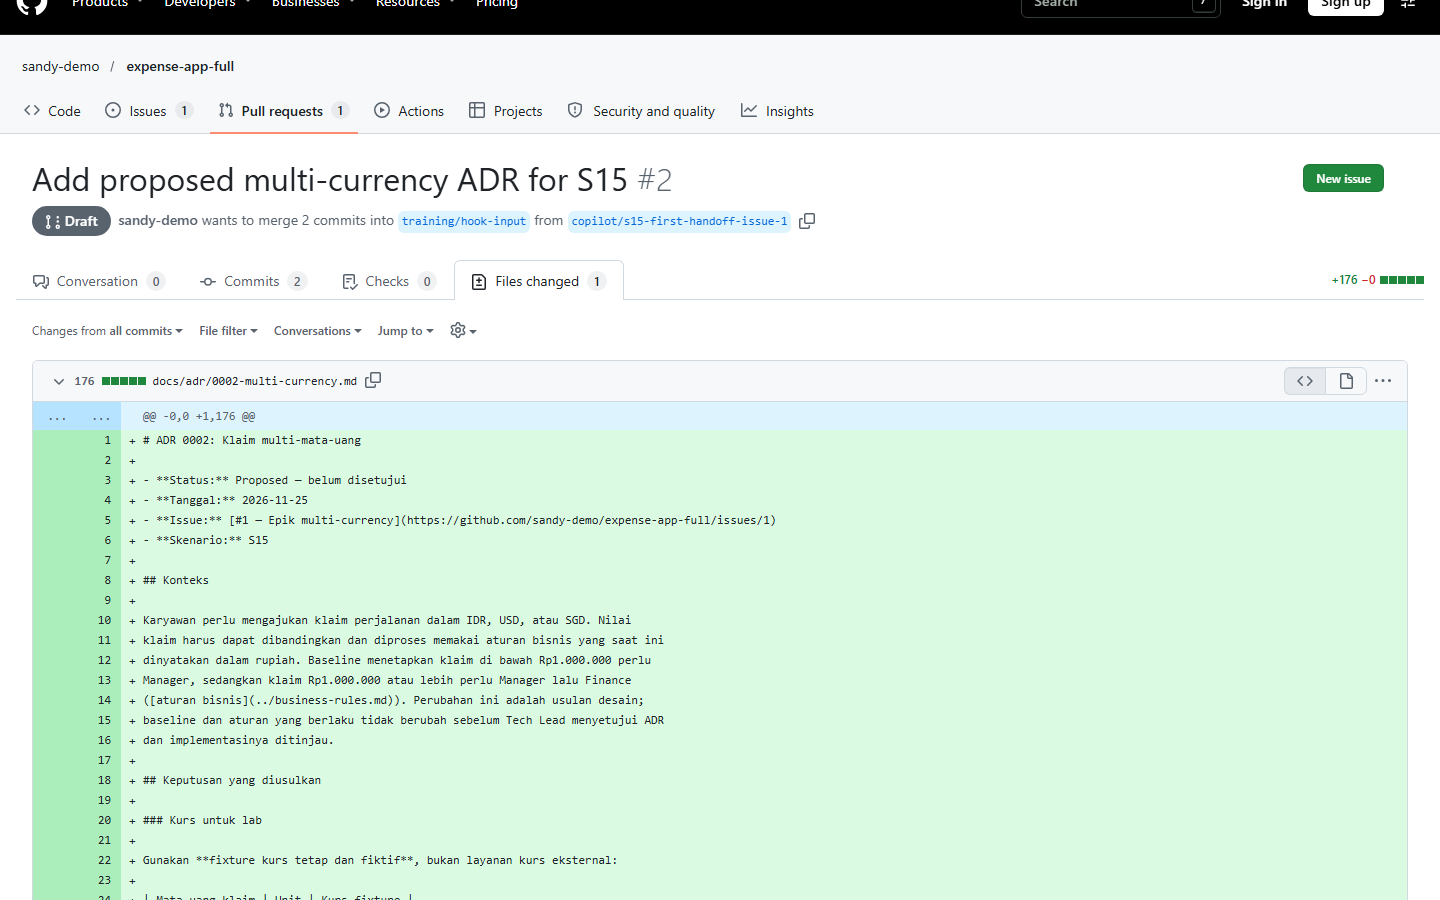 Products
Developers
Businesses
Resources
Pricing
Search
/
Sign in
Sign up
sandy-demo / expense-app-full
Code
Issues 1
Pull requests 1
Actions
Projects
Security and quality
Insights
Add proposed multi-currency ADR for S15 #2
New issue
Draft
sandy-demo wants to merge 2 commits into training/hook-input from copilot/s15-first-handoff-issue-1
Conversation 0
Commits 2
Checks 0
Files changed 1
+176 −0
Changes from all commits
File filter
Conversations
Jump to
176 docs/adr/0002-multi-currency.md
... ... @@ -0,0 +1,176 @@
1 + # ADR 0002: Klaim multi-mata-uang
2 +
3 + - **Status:** Proposed — belum disetujui
4 + - **Tanggal:** 2026-11-25
5 + - **Issue:** [#1 — Epik multi-currency](https://github.com/sandy-demo/expense-app-full/issues/1)
6 + - **Skenario:** S15
7 +
8 + ## Konteks
9 +
10 + Karyawan perlu mengajukan klaim perjalanan dalam IDR, USD, atau SGD. Nilai
11 + klaim harus dapat dibandingkan dan diproses memakai aturan bisnis yang saat ini
12 + dinyatakan dalam rupiah. Baseline menetapkan klaim di bawah Rp1.000.000 perlu
13 + Manager, sedangkan klaim Rp1.000.000 atau lebih perlu Manager lalu Finance
14 + ([aturan bisnis](../business-rules.md)). Perubahan ini adalah usulan desain;
15 + baseline dan aturan yang berlaku tidak berubah sebelum Tech Lead menyetujui ADR
16 + dan implementasinya ditinjau.
17 +
18 + ## Keputusan yang diusulkan
19 +
20 + ### Kurs untuk lab
21 +
22 + Gunakan **fixture kurs tetap dan fiktif**, bukan layanan kurs eksternal:
23 +
24 + | Mata uang klaim | Unit | Kurs fixture |